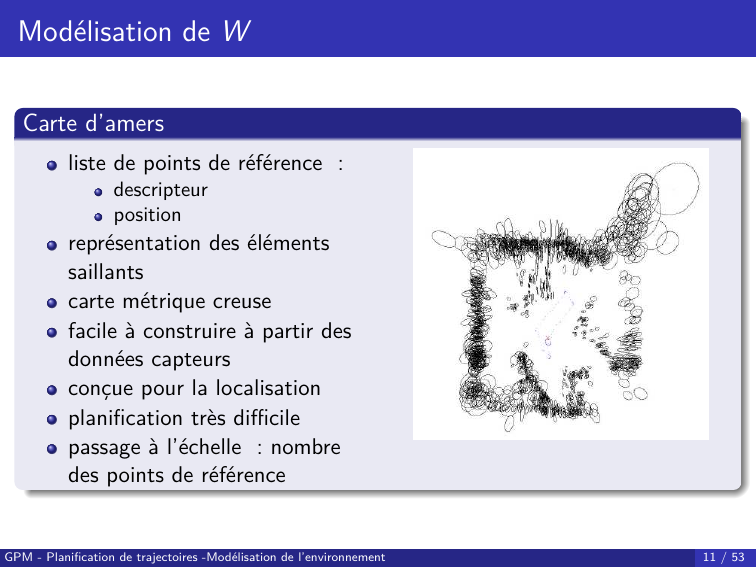 Modélisation de W
Carte d'amers
liste de points de référence :
descripteur
position
représentation des éléments
saillants
carte métrique creuse
facile à construire à partir des
données capteurs
conçue pour la localisation
planification très difficile
passage à l'échelle : nombre
des points de référence
GPM - Planification de trajectoires -Modélisation de l'environnement
11 / 53